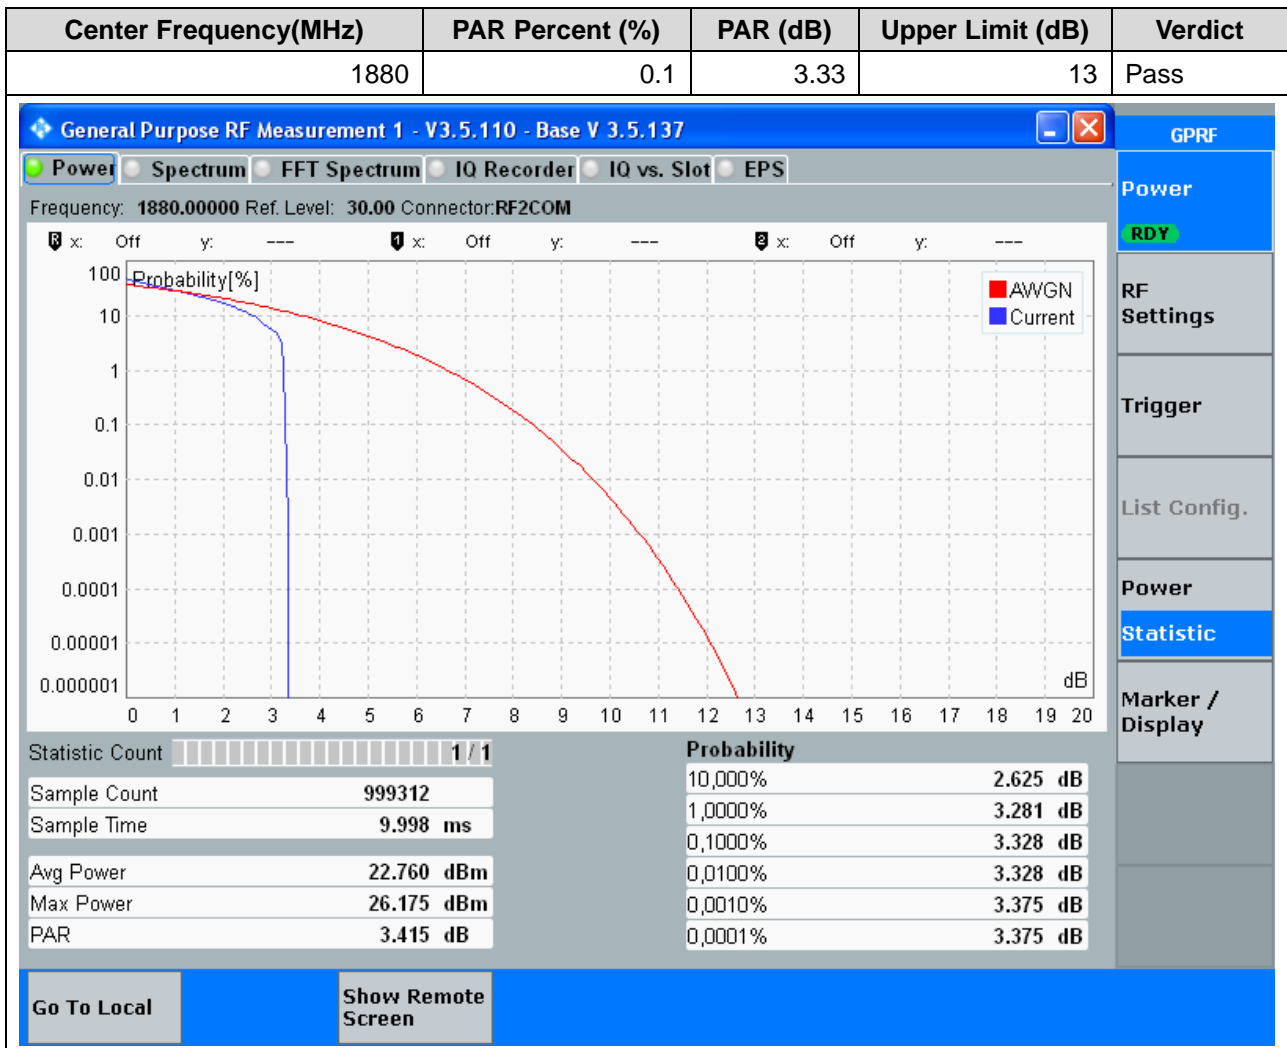 Center Frequency(MHz) PAR Percent (%) PAR (dB) Upper Limit (dB) Verdict
1880 0.1 3.33 13 Pass
General Purpose RF Measurement 1 - V3.5.110 - Base V 3.5.137
GPRF
Power Spectrum FFT Spectrum IQ Recorder IQ vs. Slot EPS
Frequency: 1880.00000 Ref. Level: 30.00 Connector:RF2COM
R x: Off y: --- 1 x: Off y: --- 2 x: Off y: ---
Probability[%]
AWGN
Current
100
10
1
0.1
0.01
0.001
0.0001
0.00001
0.000001
dB
0 1 2 3 4 5 6 7 8 9 10 11 12 13 14 15 16 17 18 19 20
Statistic Count 1 / 1
Sample Count 999312
Sample Time 9.998 ms
Avg Power 22.760 dBm
Max Power 26.175 dBm
PAR 3.415 dB
Probability
10,000% 2.625 dB
1,0000% 3.281 dB
0,1000% 3.328 dB
0,0100% 3.328 dB
0,0010% 3.375 dB
0,0001% 3.375 dB
Power
RDY
RF
Settings
Trigger
List Config.
Power
Statistic
Marker /
Display
Go To Local
Show Remote
Screen